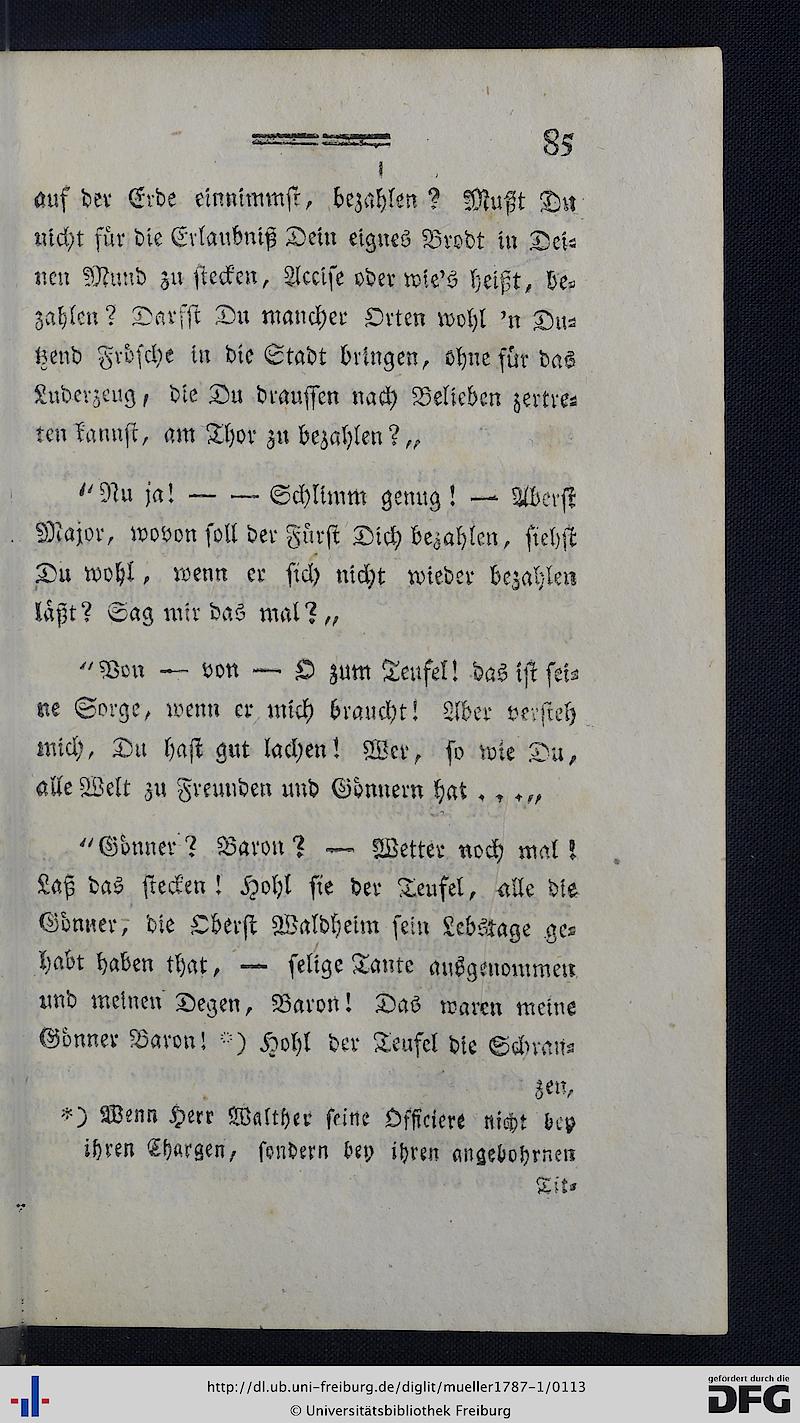 85
auf der Erde einnimmst, bezahlen? Mußt Du
nicht für die Erlaubniß Dein eignes Brodt in Dei-
nen Mund zu stecken, Accise oder wie's heißt, be-
zahlen? Darfst Du mancher Orten wohl 'n Du-
tzend Frösche in die Stadt bringen, ohne für das
Luderzeug, die Du draussen nach Belieben zertre-
ten kannst, am Thor zu bezahlen?„
“Nu ja! — — Schlimm genug! — Aberst
Major, wovon soll der Fürst Dich bezahlen, siehst
Du wohl, wenn er sich nicht wieder bezahlen
läßt? Sag mir das mal?„
“Von — von — O zum Teufel! das ist sei-
ne Sorge, wenn er mich braucht! Aber versteh
mich, Du hast gut lachen! Wer, so wie Du,
alle Welt zu Freunden und Gönnern hat . . .„
“Gönner? Baron? — Wetter noch mal!
Laß das stecken! Hohl sie der Teufel, alle die
Gönner, die Oberst Waldheim sein Lebstage ge-
habt haben that, — selige Tante ausgenommen
und meinen Degen, Baron! Das waren meine
Gönner Baron! *) Hohl der Teufel die Schran-
zen,
*) Wenn Herr Walther seine Officiere nicht bey
ihren Chargen, sondern bey ihren angebohrnen
Tit-
http://dl.ub.uni-freiburg.de/diglit/mueller1787-1/0113
© Universitätsbibliothek Freiburg
gefördert durch die
DFG